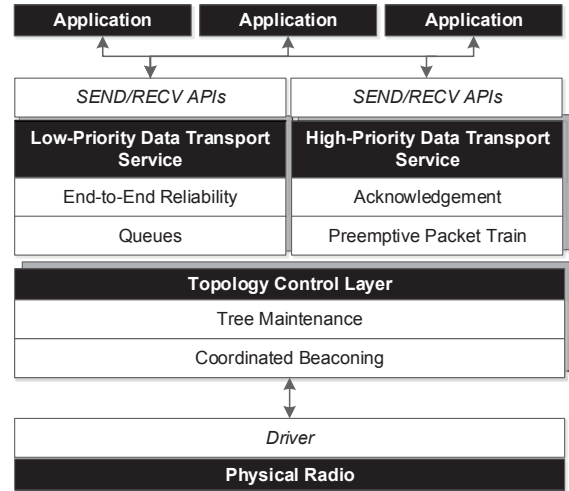 Application Application Application
SEND/RECV APIs SEND/RECV APIs
Low-Priority Data Transport
Service
High-Priority Data Transport
Service
End-to-End Reliability Acknowledgement
Queues Preemptive Packet Train
Topology Control Layer
Tree Maintenance
Coordinated Beaconing
Driver
Physical Radio